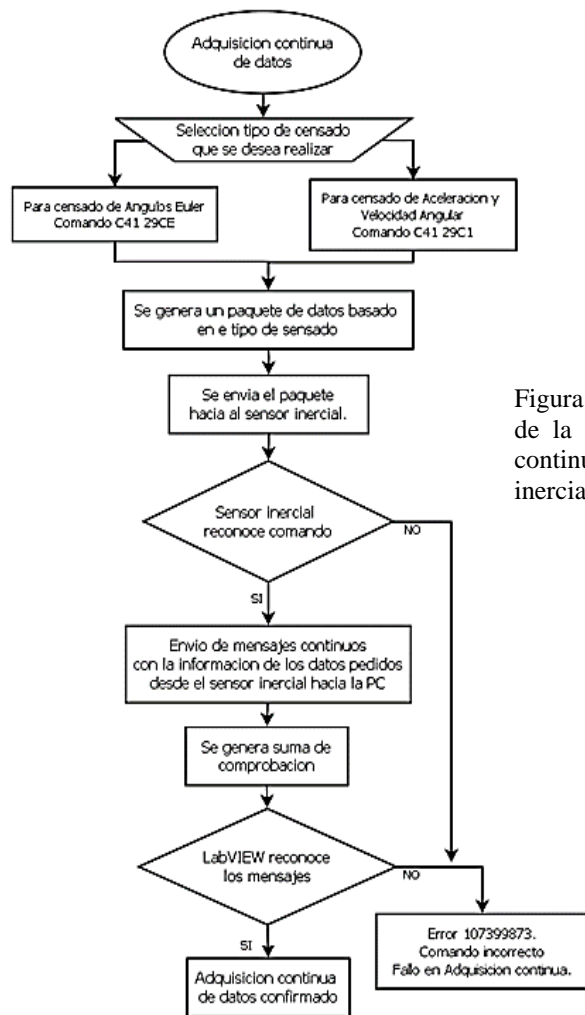 Adquisicion continua
de datos
Seleccion tipo de censado
que se desea realizar
Para censado de Angulos Euler
Comando C41 29CE
Para censado de Aceleracion y
Velocidad Angular
Comando C41 29C1
Se genera un paquete de datos basado
en e tipo de sensado
Se envia el paquete
hacia al sensor inercial.
Figura
de la
continu
inercia
Sensor Inercial
reconoce comando
NO
SI
Envio de mensajes continuos
con la informacion de los datos pedidos
desde el sensor inercial hacia la PC
Se genera suma de
comprobacion
LabVIEW reconoce
los mensajes
NO
SI
Error 107399873.
Comando incorrecto
Fallo en Adquisicion continua.
Adquisicion continua
de datos confirmado